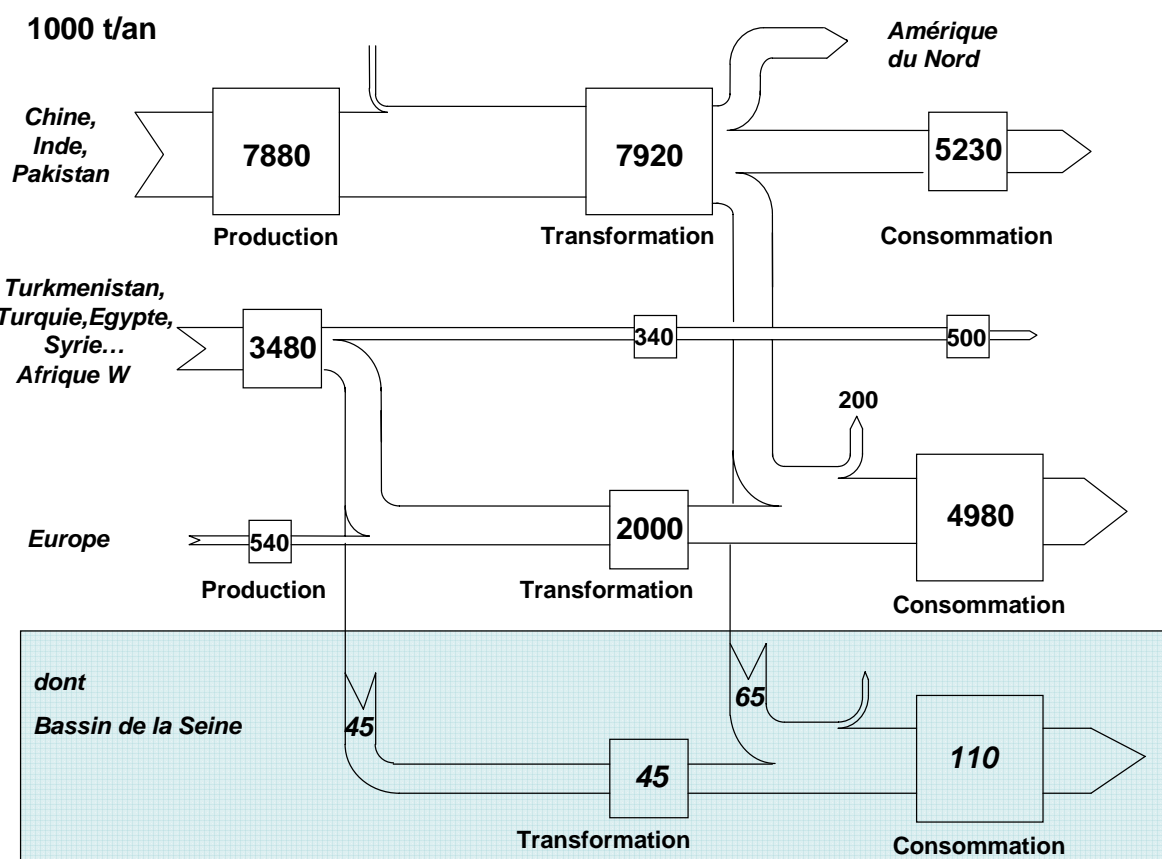 1000 t/an
Amérique
du Nord
Chine,
Inde,
Pakistan
7880
7920
5230
Production
Transformation
Consommation
Turkmenistan,
Turquie,Egypte,
Syrie...
Afrique W
3480
340
500
200
Europe
540
2000
4980
Production
Transformation
Consommation
dont
Bassin de la Seine
45
65
45
110
Transformation
Consommation